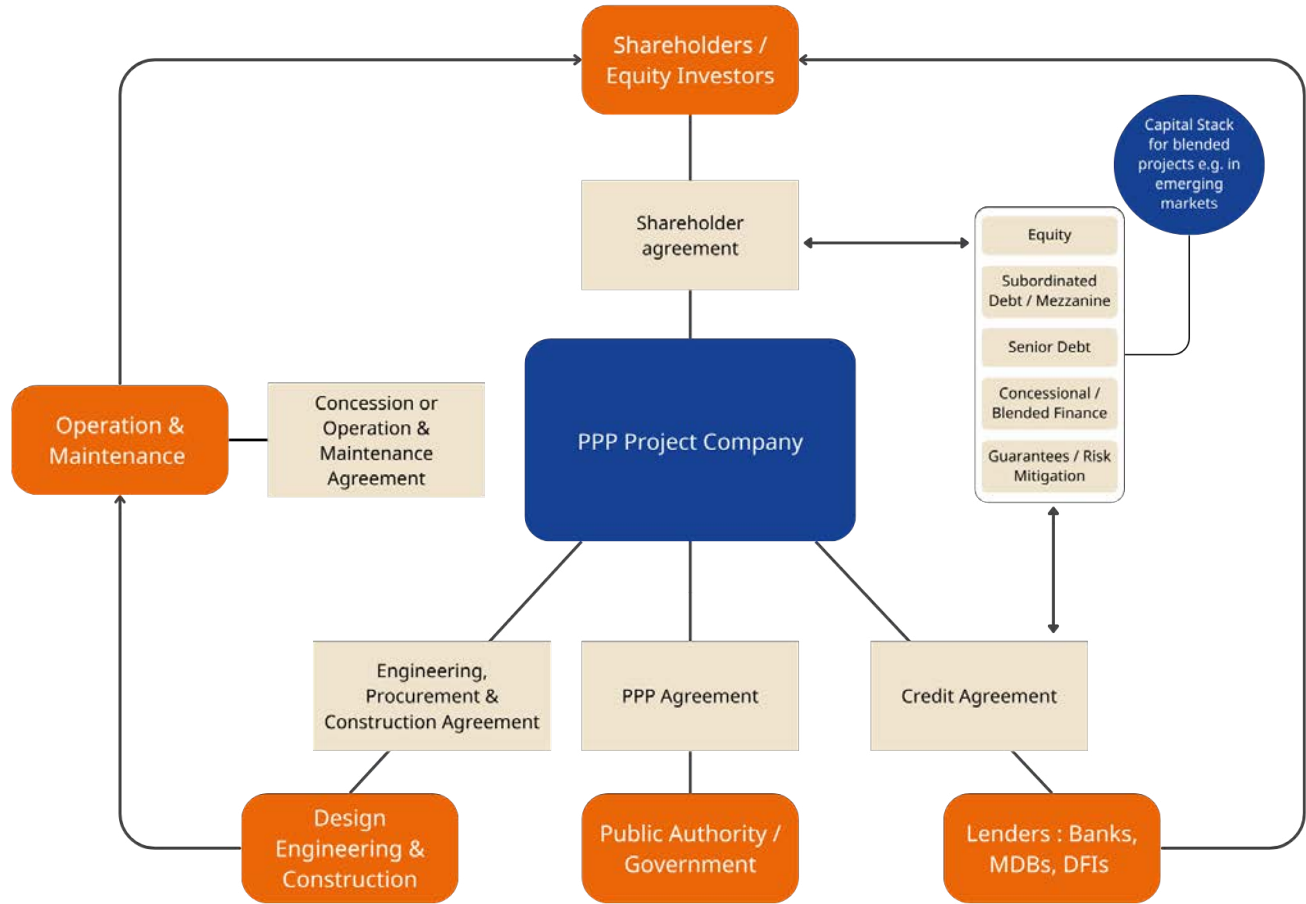 Shareholders /
Equity Investors
Capital Stack
for blended
projects e.g. in
emerging
markets
Shareholder
agreement
Equity
Subordinated
Debt / Mezzanine
Senior Debt
Concessional /
Blended Finance
Guarantees / Risk
Mitigation
Operation &
Maintenance
Concession or
Operation &
Maintenance
Agreement
PPP Project Company
Engineering,
Procurement &
Construction Agreement
PPP Agreement
Credit Agreement
Design
Engineering &
Construction
Public Authority /
Government
Lenders : Banks,
MDBs, DFIs